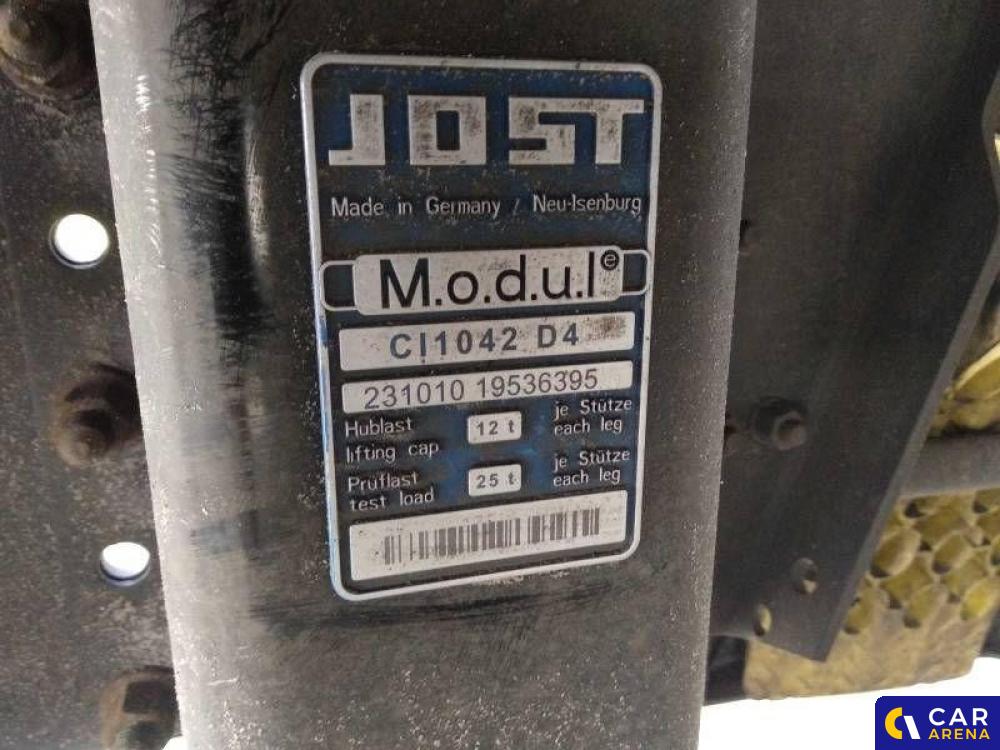 JOST
Made in Germany / Neu-Isenburg
M.o.d.u.l e
CI1042 D4
231010 19536395
Hublast 12 t je Stütze
lifting cap each leg
Prüflast 25 t je Stütze
test load each leg
CAR
ARENA